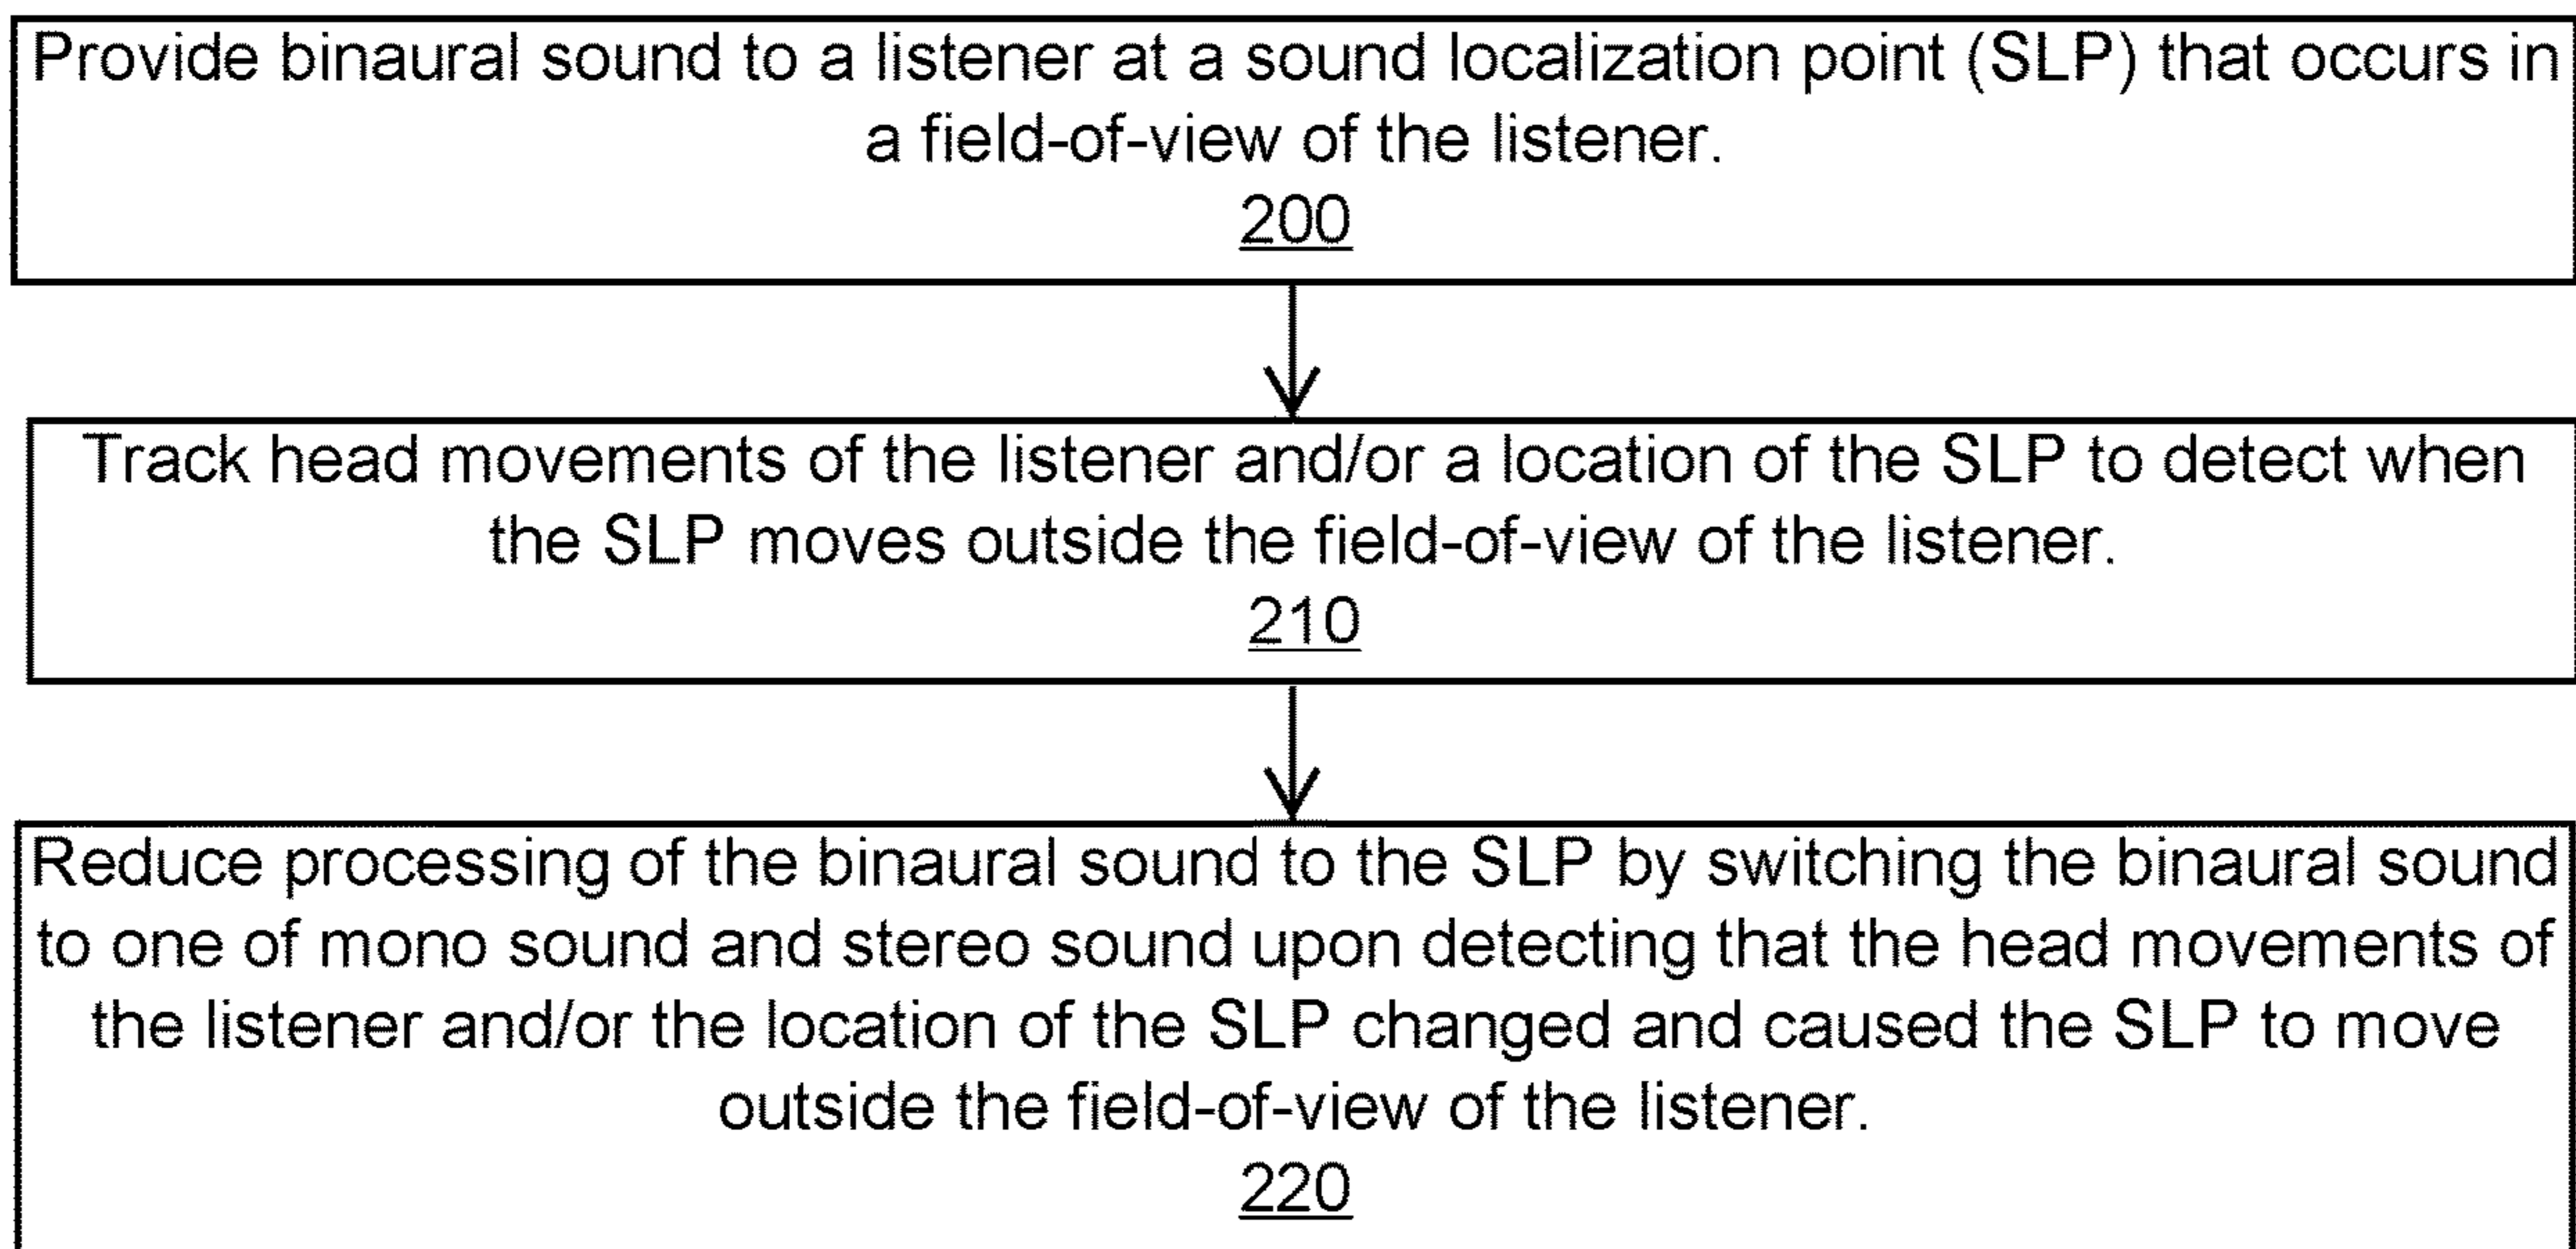 Provide binaural sound to a listener at a sound localization point (SLP) that occurs in
a field-of-view of the listener.
200
Track head movements of the listener and/or a location of the SLP to detect when
the SLP moves outside the field-of-view of the listener.
210
Reduce processing of the binaural sound to the SLP by switching the binaural sound
to one of mono sound and stereo sound upon detecting that the head movements of
the listener and/or the location of the SLP changed and caused the SLP to move
outside the field-of-view of the listener.
220